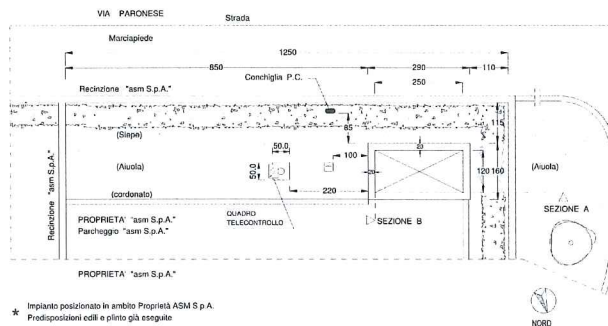 VIA PARONESE
Strada
Marciapiede
1250
850
290
110
250
Conchiglia P.C.
Recinzione "asm S.p.A."
115
(Siepe)
85
50.0
20
(Aiuola)
50.0
100
20
120
160
(Aiuola)
(cordonato)
220
Recinzione "asm S.p.A."
PROPRIETA' "asm S.p.A."
Parcheggio "asm S.p.A."
QUADRO
TELECONTROLLO
SEZIONE B
SEZIONE A
PROPRIETA' "asm S.p.A."
* Impianto posizionato in ambito Proprietà ASM S.p.A.
Predisposizioni edili e plinto già eseguite
NORD